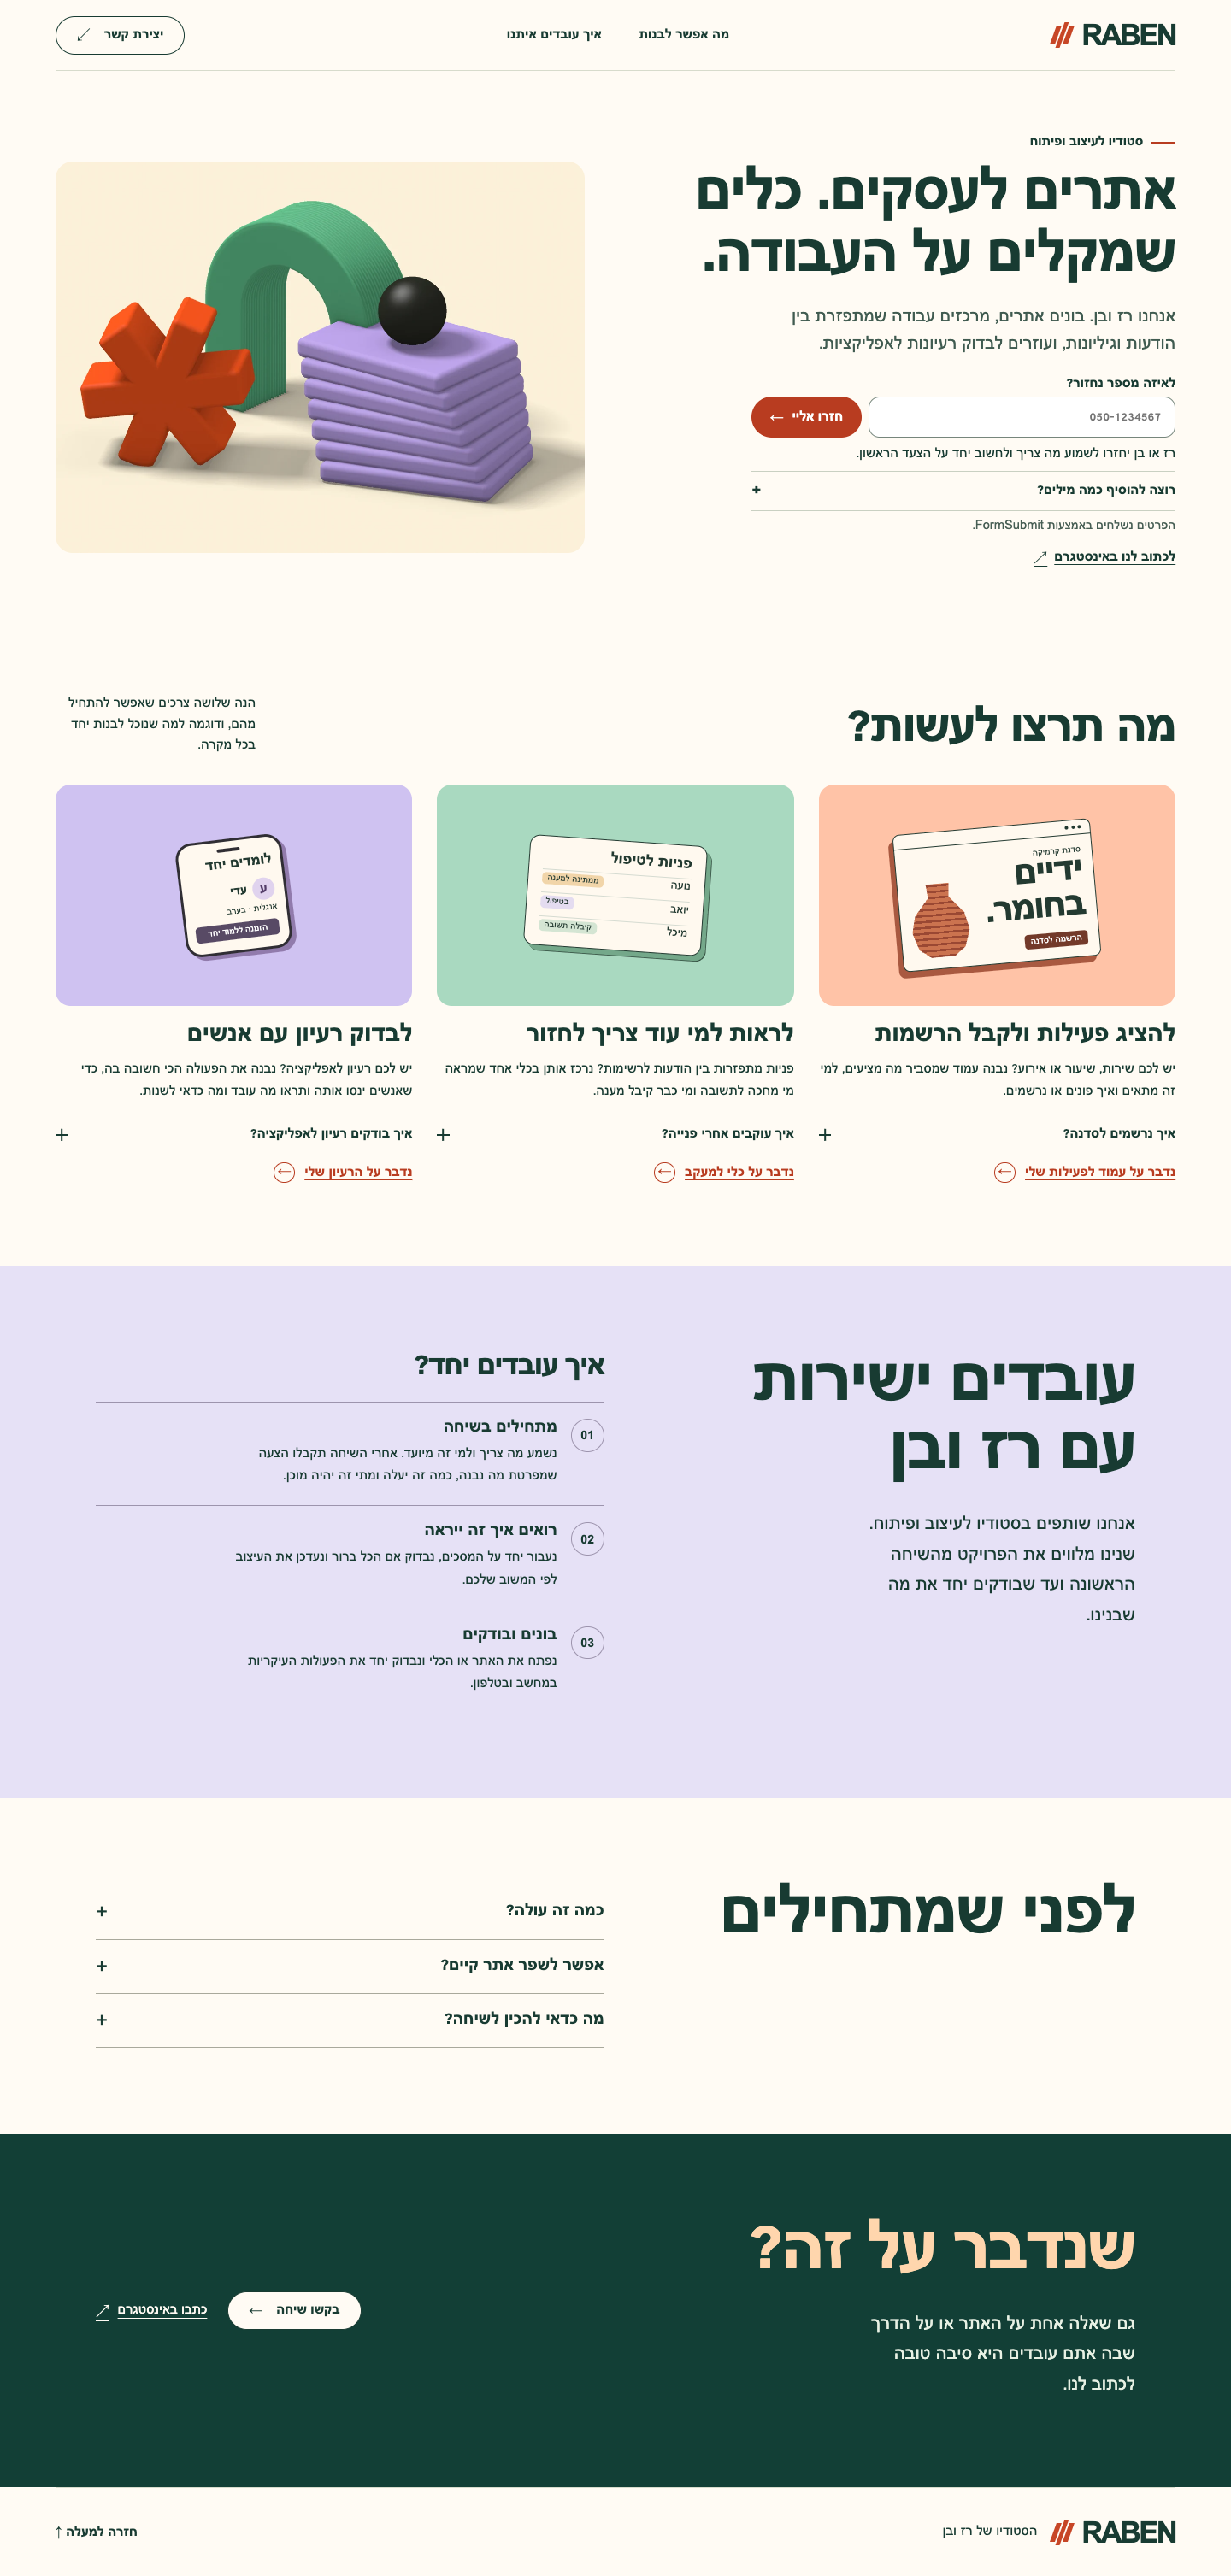 RABEN
מה אפשר לבנות
איך עובדים איתנו
יצירת קשר ↙
סטודיו לעיצוב ופיתוח
אתרים לעסקים. כלים
שמקלים על העבודה.
אנחנו רז ובן. בונים אתרים, מרכזים עבודה שמתפזרת בין
הודעות וגיליונות, ועוזרים לבדוק רעיונות לאפליקציות.
לאיזה מספר נחזור?
050-1234567
חזרו אליי ←
רז או בן יחזרו לשמוע מה צריך ולחשוב יחד על הצעד הראשון.
רוצה להוסיף כמה מילים? +
הפרטים נשלחים באמצעות FormSubmit.
לכתוב לנו באינסטגרם ↗
מה תרצו לעשות?
הנה שלושה צרכים שאפשר להתחיל
מהם, ודוגמה למה שנוכל לבנות יחד
בכל מקרה.
סדנת קרמיקה
ידיים
בחומר.
הרשמה לסדנה
להציג פעילות ולקבל הרשמות
יש לכם שירות, שיעור או אירוע? נבנה עמוד שמסביר מה מציעים, למי
זה מתאים ואיך פונים או נרשמים.
איך נרשמים לסדנה? +
נדבר על עמוד לפעילות שלי ←
פניות לטיפול
נועה ממתינה למענה
יואב בטיפול
מיכל קיבלה תשובה
לראות למי עוד צריך לחזור
פניות מתפזרות בין הודעות לרשימות? נרכז אותן בכלי אחד שמראה
מי מחכה לתשובה ומי כבר קיבל מענה.
איך עוקבים אחרי פנייה? +
נדבר על כלי למעקב ←
לומדים יחד
ע עדי
אנגלית · בערב
הזמנה ללמוד יחד
לבדוק רעיון עם אנשים
יש לכם רעיון לאפליקציה? נבנה את הפעולה הכי חשובה בה, כדי
שאנשים ינסו אותה ותראו מה עובד ומה כדאי לשנות.
איך בודקים רעיון לאפליקציה? +
נדבר על הרעיון שלי ←
עובדים ישירות
עם רז ובן
אנחנו שותפים בסטודיו לעיצוב ופיתוח.
שנינו מלווים את הפרויקט מהשיחה
הראשונה ועד שבודקים יחד את מה
שבנינו.
איך עובדים יחד?
01 מתחילים בשיחה
נשמע מה צריך ולמי זה מיועד. אחרי השיחה תקבלו הצעה
שמפרטת מה נבנה, כמה זה יעלה ומתי זה יהיה מוכן.
02 רואים איך זה ייראה
נעבור יחד על המסכים, נבדוק אם הכל ברור ונעדכן את העיצוב
לפי המשוב שלכם.
03 בונים ובודקים
נפתח את האתר או הכלי ונבדוק יחד את הפעולות העיקריות
במחשב ובטלפון.
לפני שמתחילים
כמה זה עולה? +
אפשר לשפר אתר קיים? +
מה כדאי להכין לשיחה? +
שנדבר על זה?
גם שאלה אחת על האתר או על הדרך
שבה אתם עובדים היא סיבה טובה
לכתוב לנו.
בקשו שיחה ←
כתבו באינסטגרם ↗
RABEN
הסטודיו של רז ובן
חזרה למעלה ↑